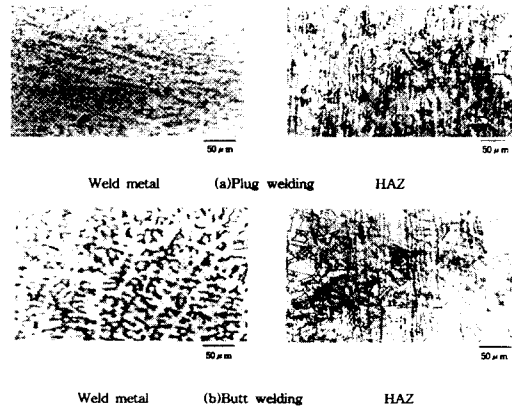 50 μm 50 μm
Weld metal (a)Plug welding HAZ
50 μm 50 μm
Weld metal (b)Butt welding HAZ